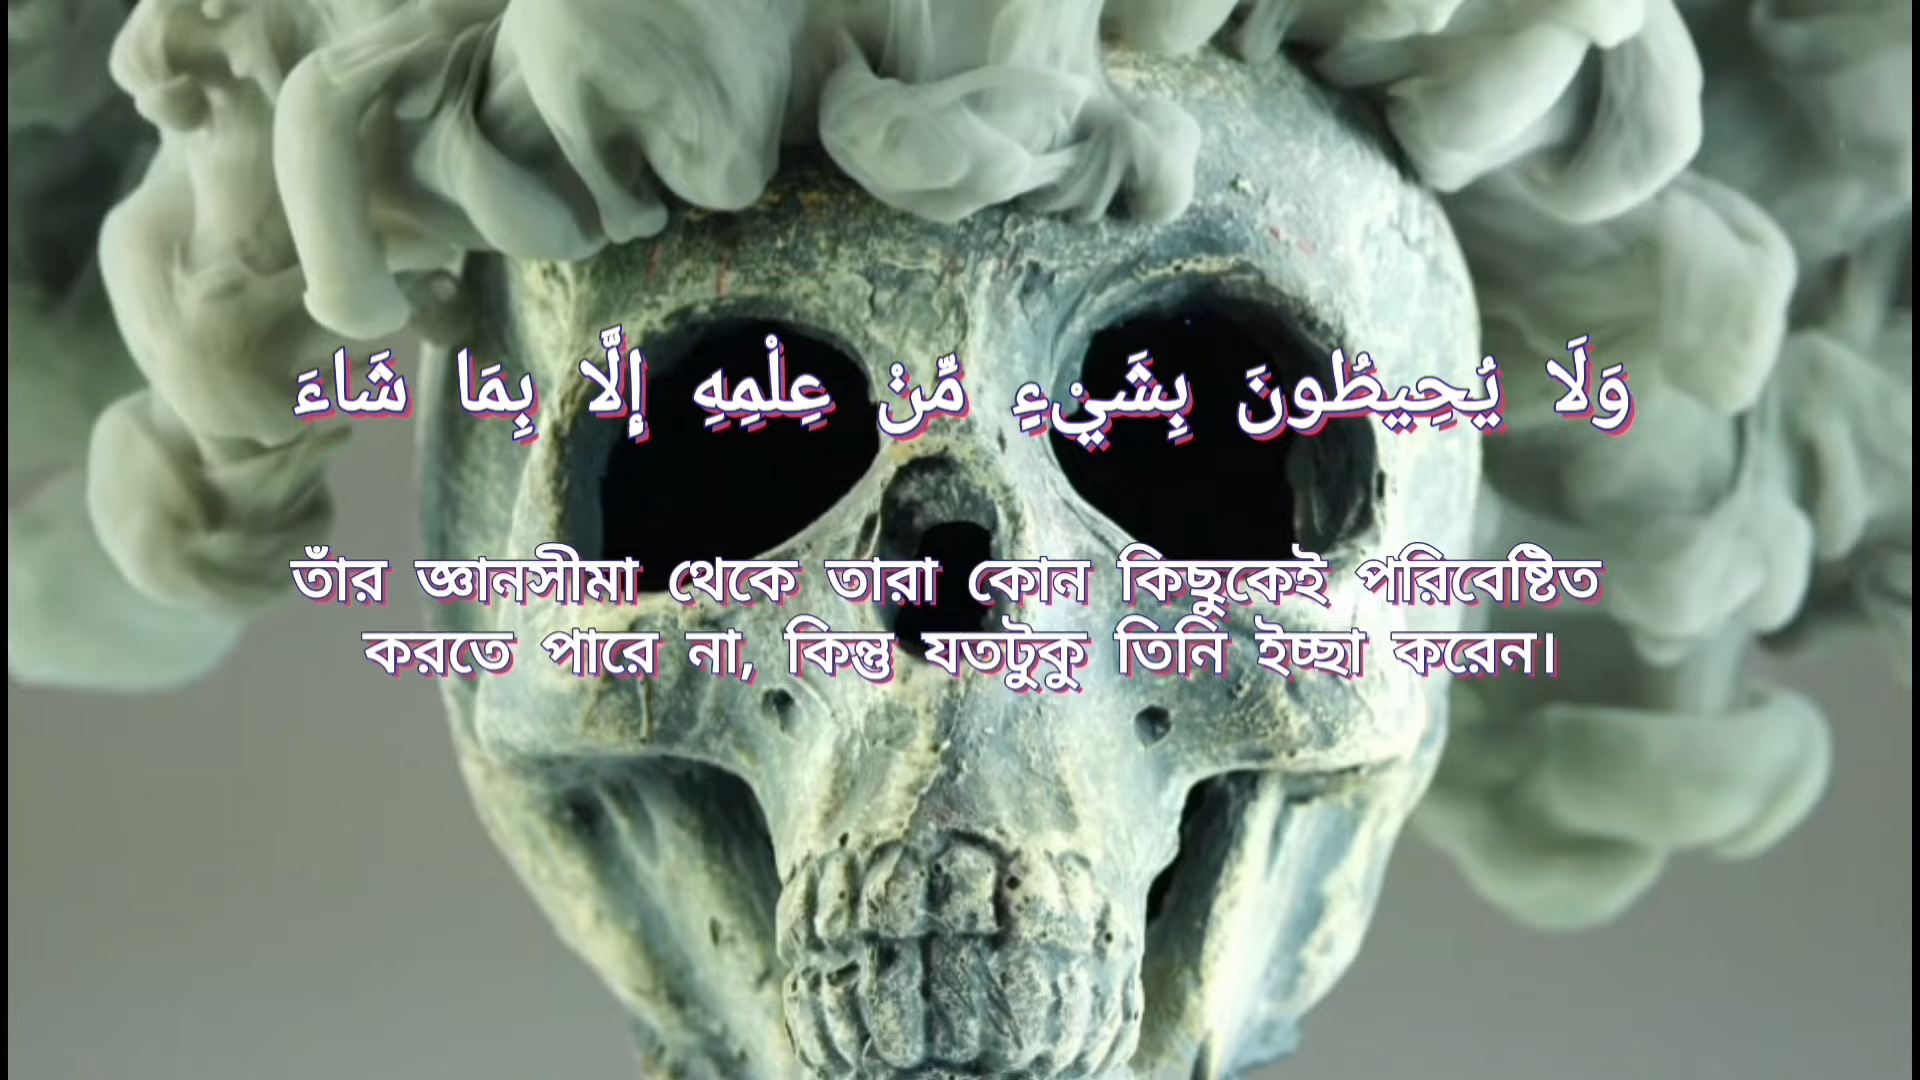 وَلَا يُحِيطُونَ بِشَيْءٍ مِّنْ عِلْمِهِ إِلَّا بِمَا شَاءَ
তাঁর জ্ঞানসীমা থেকে তারা কোন কিছুকেই পরিবেষ্টিত
করতে পারে না, কিন্তু যতটুকু তিনি ইচ্ছা করেন।